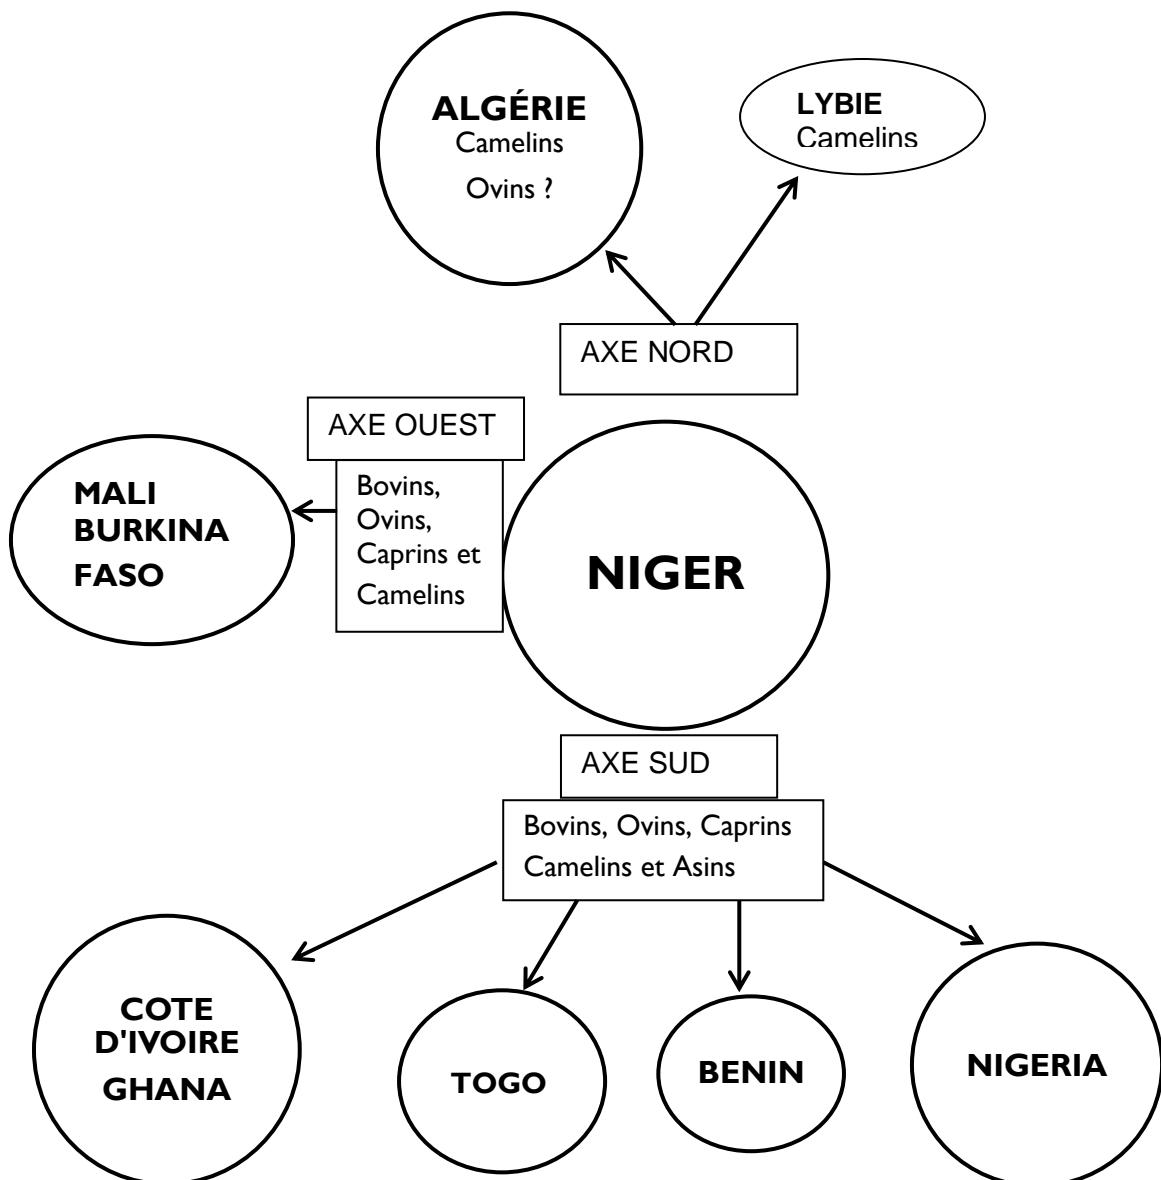 ALGÉRIE
Camelins
Ovins ?
LYBIE
Camelins
AXE NORD
AXE OUEST
Bovins,
Ovins,
Caprins et
Camelins
MALI
BURKINA
FASO
NIGER
AXE SUD
Bovins, Ovins, Caprins
Camelins et Asins
COTE
D'IVOIRE
GHANA
TOGO
BENIN
NIGERIA